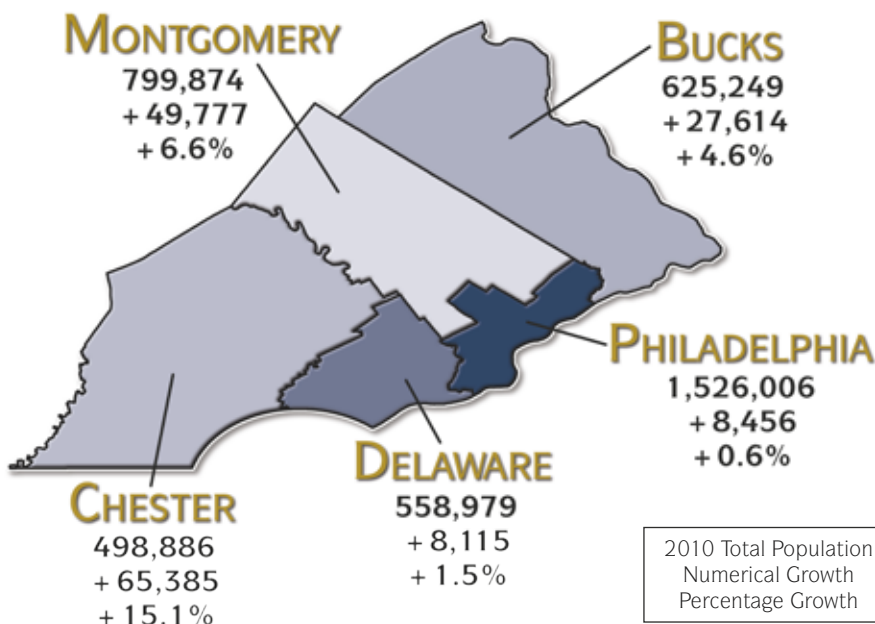 MONTGOMERY
799,874
+49,777
+6.6%
BUCKS
625,249
+27,614
+4.6%
PHILADELPHIA
1,526,006
+8,456
+0.6%
DELAWARE
558,979
+8,115
+1.5%
CHESTER
498,886
+65,385
+15.1%
2010 Total Population
Numerical Growth
Percentage Growth